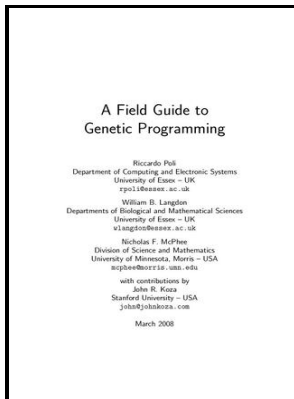 A Field Guide to
Genetic Programming
Riccardo Poli
Department of Computing and Electronic Systems
University of Essex – UK
rpoli@essex.ac.uk
William B. Langdon
Departments of Biological and Mathematical Sciences
University of Essex – UK
wlangdon@essex.ac.uk
Nicholas F. McPhee
Division of Science and Mathematics
University of Minnesota, Morris – USA
mcphee@morris.umn.edu
with contributions by
John R. Koza
Stanford University – USA
john@johnkoza.com
March 2008